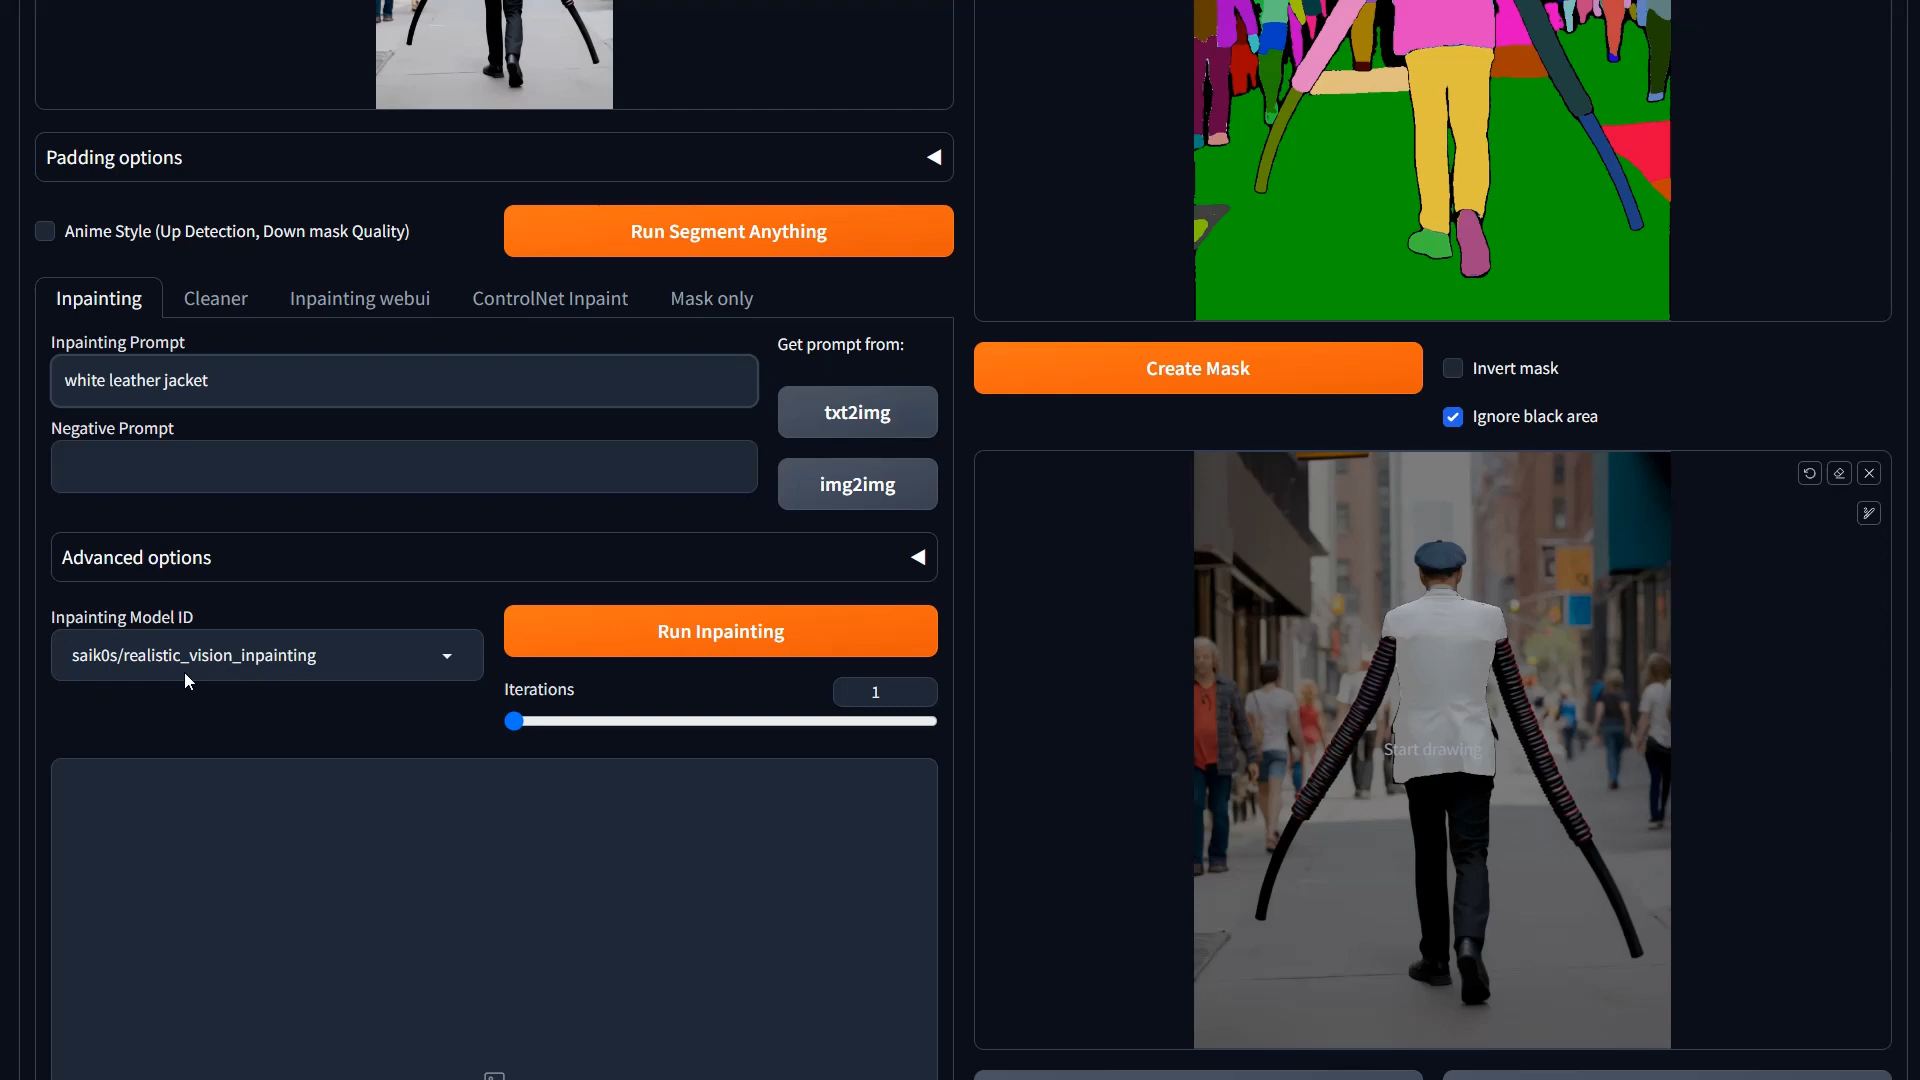 Padding options
Anime Style (Up Detection, Down mask Quality)
Run Segment Anything
Inpainting
Cleaner
Inpainting webui
ControlNet Inpaint
Mask only
Inpainting Prompt
white leather jacket
Get prompt from:
txt2img
Negative Prompt
img2img
Advanced options
Inpainting Model ID
saik0s/realistic_vision_inpainting
Run Inpainting
Iterations
1
Create Mask
Invert mask
Ignore black area
Start drawing